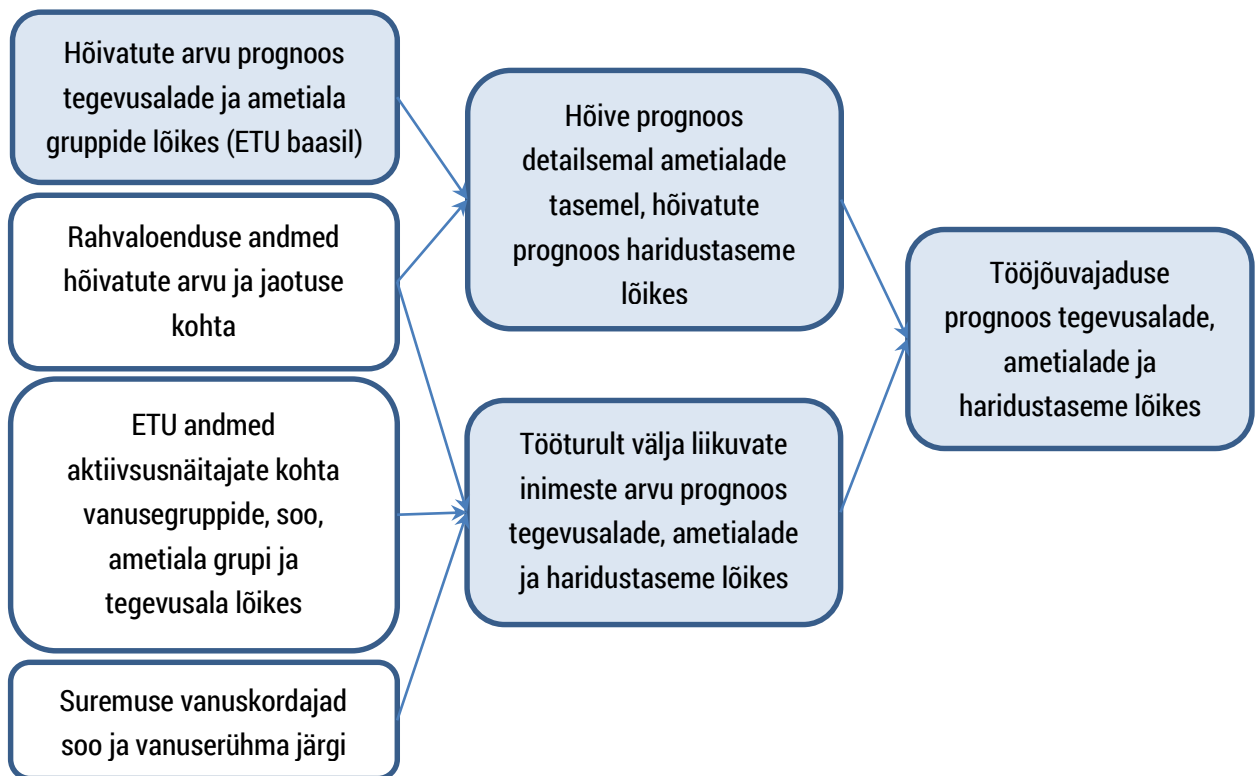 Hõivatute arvu prognoos
tegevusalade ja ametiala
gruppide lõikes (ETU baasil)
Rahvaloenduse andmed
hõivatute arvu ja jaotuse
kohta
ETU andmed
aktiivsusnäitajate kohta
vanusegruppide, soo,
ametiala grupi ja
tegevusala lõikes
Suremuse vanuskordajad
soo ja vanuserühma järgi
Hõive prognoos
detailsemal ametialade
tasemel, hõivatute
prognoos haridustaseme
lõikes
Tööturult välja liikuvate
inimeste arvu prognoos
tegevusalade, ametialade
ja haridustaseme lõikes
Tööjõuvajaduse
prognoos tegevusalade,
ametialade ja
haridustaseme lõikes